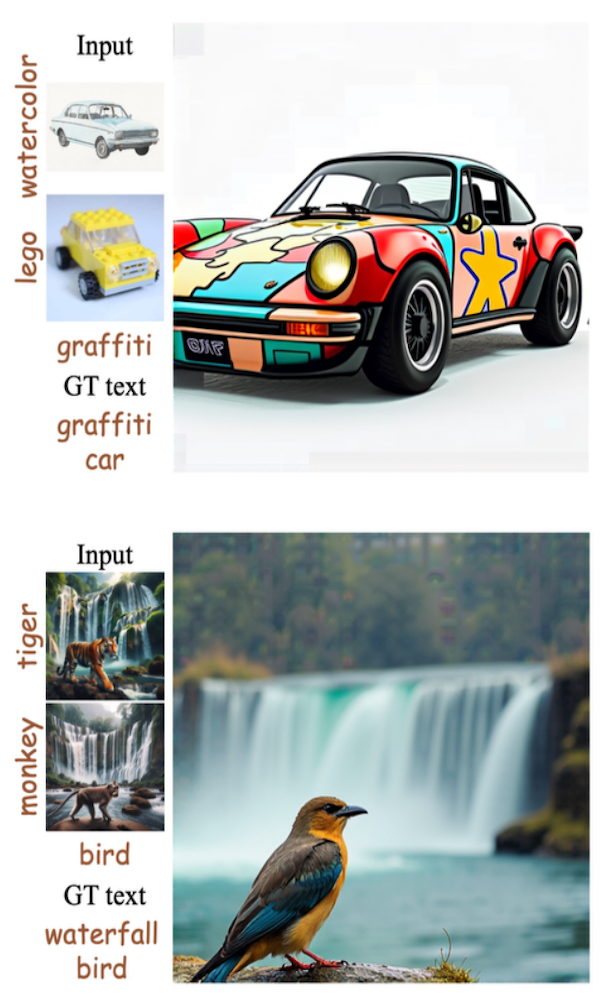 Input
watercolor
lego
graffiti
GT text
graffiti
car
Input
tiger
monkey
bird
GT text
waterfall
bird